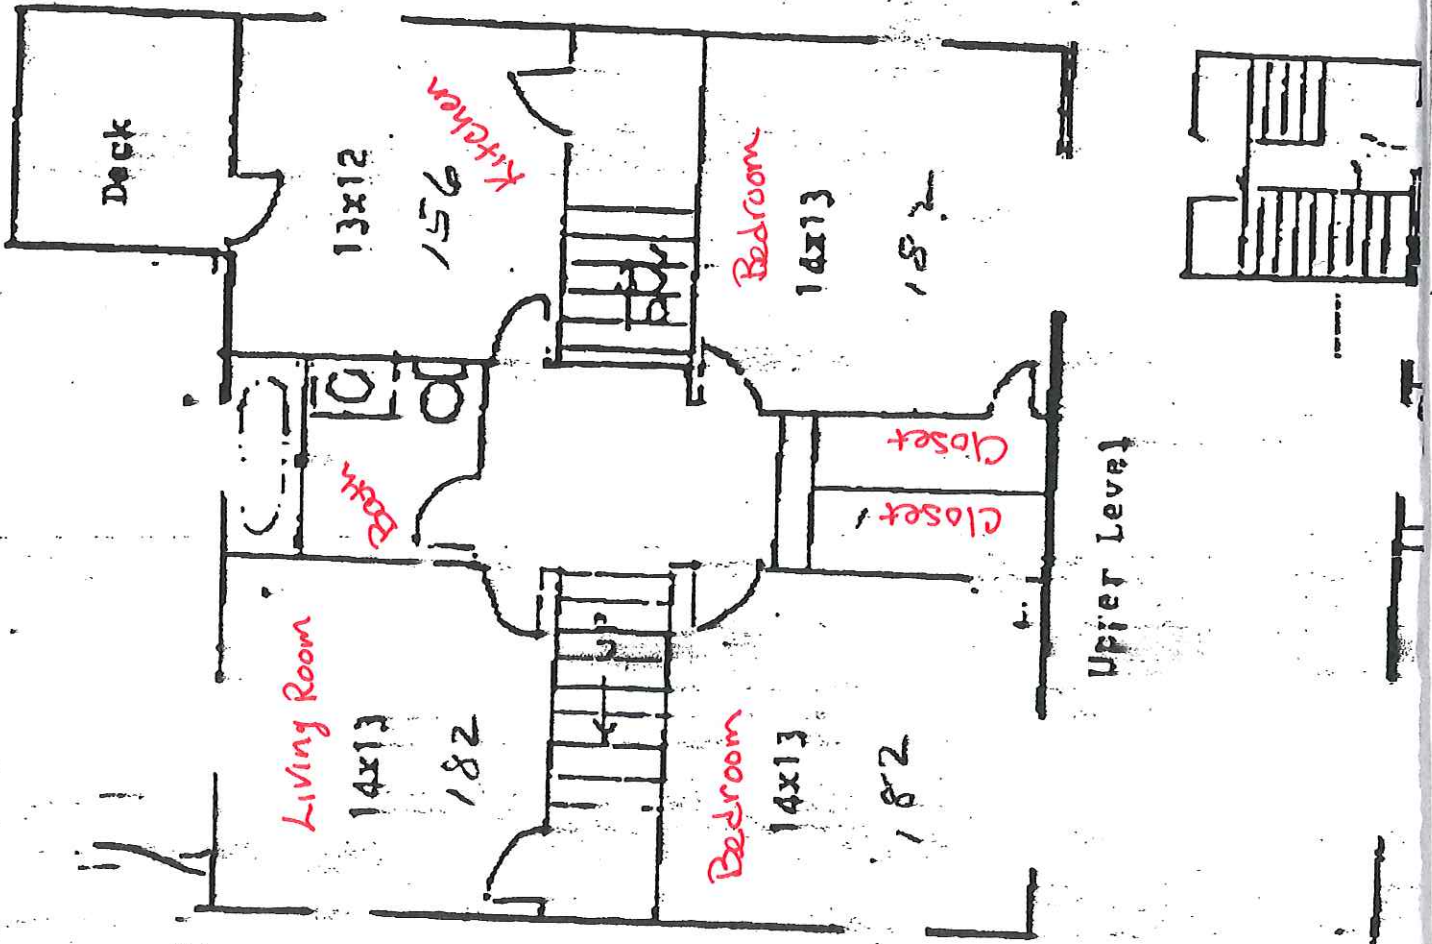 Deck
Kitchen
13x12
156
Bath
Living Room
14x13
182
UP
Bedroom
14x13
182
Bedroom
14x13
182
Closet
Closet
Upper Level